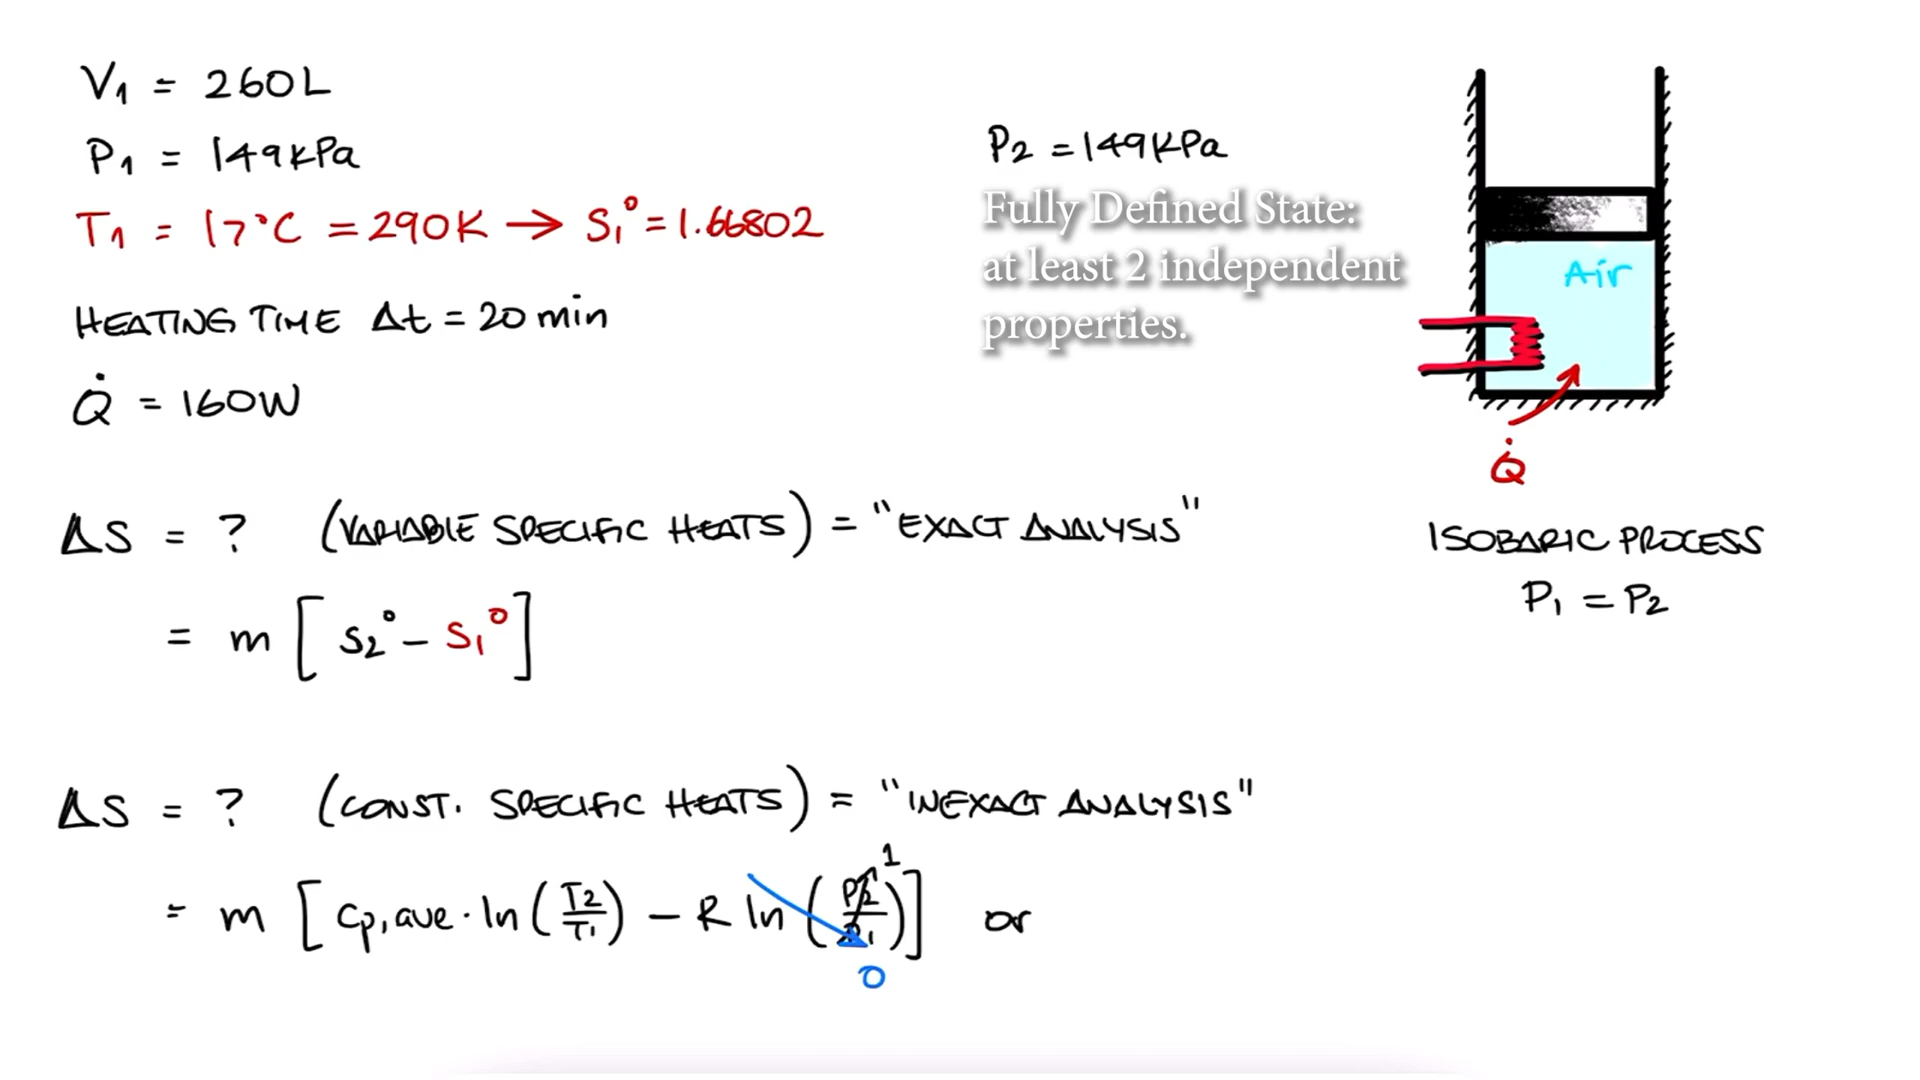 V₁ = 260L
P₁ = 149kPa
T₁ = 17°C = 290K → S₁° = 1.66802
HEATING TIME Δt = 20min
Q̇ = 160W
P₂ = 149kPa
Fully Defined State:
at least 2 independent
properties.
Air
Q̇
ISOBARIC PROCESS
P₁ = P₂
ΔS = ? (VARIABLE SPECIFIC HEATS) = "EXACT ANALYSIS"
= m [S₂° - S₁°]
ΔS = ? (CONST. SPECIFIC HEATS) = "INEXACT ANALYSIS"
= m [Cp,ave · ln(T₂/T₁) - R ln(P₂/P₁)] or
1
0